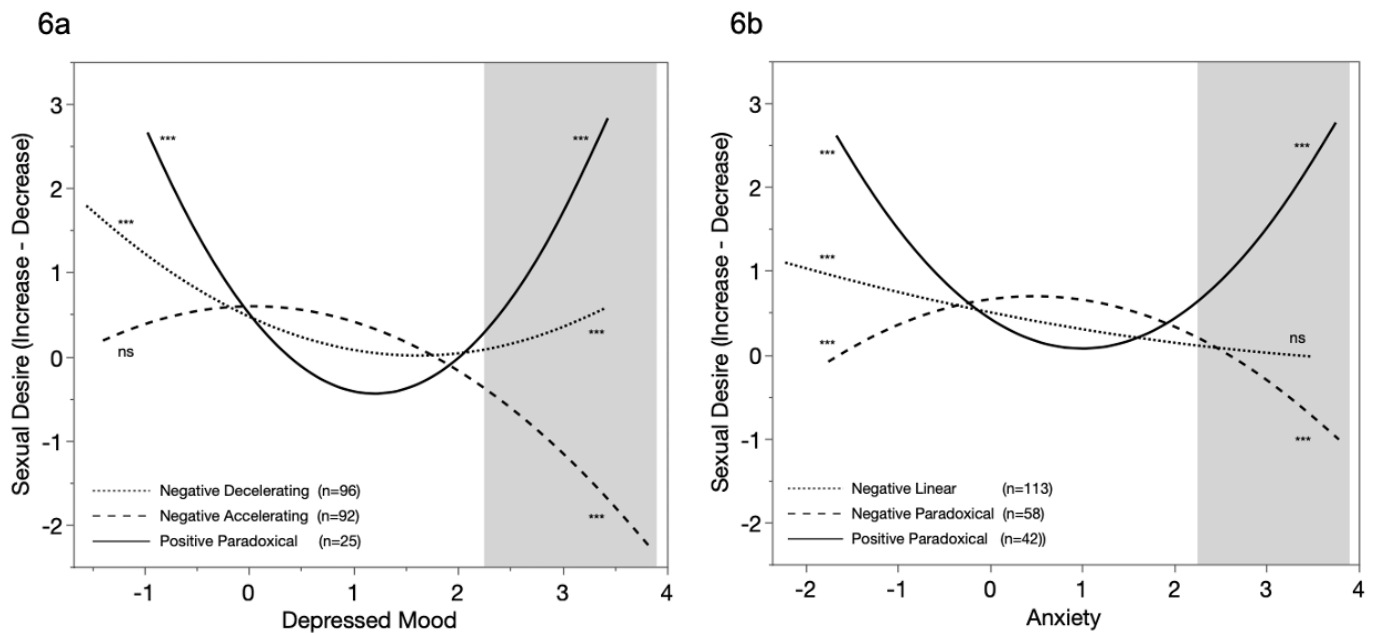 6a
Sexual Desire (Increase - Decrease)
3
2
1
0
-1
-2
***
***
***
***
ns
***
Negative Decelerating (n=96)
Negative Accelerating (n=92)
Positive Paradoxical (n=25)
-1 0 1 2 3 4
Depressed Mood
6b
Sexual Desire (Increase - Decrease)
3
2
1
0
-1
-2
***
***
***
***
ns
***
Negative Linear (n=113)
Negative Paradoxical (n=58)
Positive Paradoxical (n=42))
-2 -1 0 1 2 3 4
Anxiety